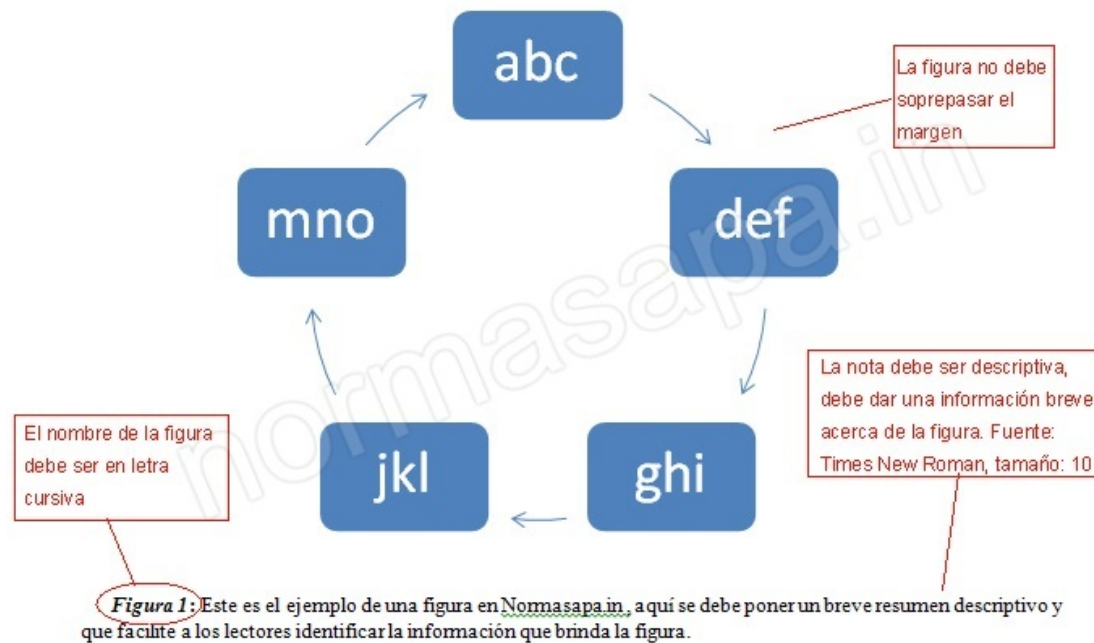 abc
La figura no debe
soprepasar el
margen
mno
def
La nota debe ser descriptiva,
debe dar una información breve
acerca de la figura. Fuente:
Times New Roman, tamaño: 10
El nombre de la figura
debe ser en letra
cursiva
jkl
ghi
normasapa.in
Figura 1: Este es el ejemplo de una figura en Normasapa.in , aquí se debe poner un breve resumen descriptivo y
que facilite a los lectores identificar la información que brinda la figura.